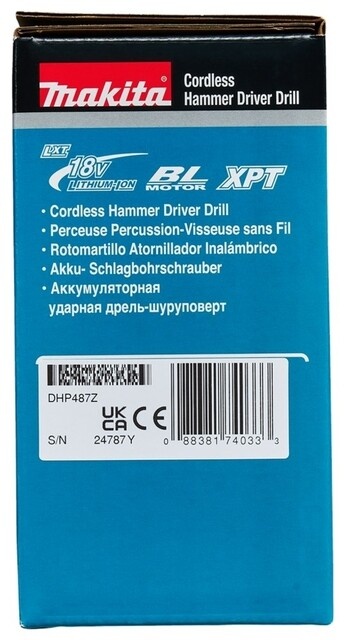 makita
Cordless
Hammer Driver Drill
LXT
18V
LITHIUM-ION
BL
MOTOR
XPT
• Cordless Hammer Driver Drill
• Perceuse Percussion-Visseuse sans Fil
• Rotomartillo Atornillador Inalámbrico
• Akku- Schlagbohrschrauber
• Аккумуляторная
ударная дрель-шуруповерт
DHP487Z
UK
CA
CE
S/N 24787 Y
0 88381 74033 3